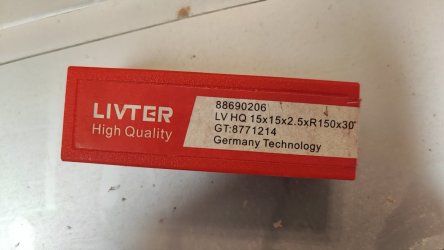 LIVTER
High Quality
88690206
LV HQ 15x15x2.5xR150x30°
GT:8771214
Germany Technology